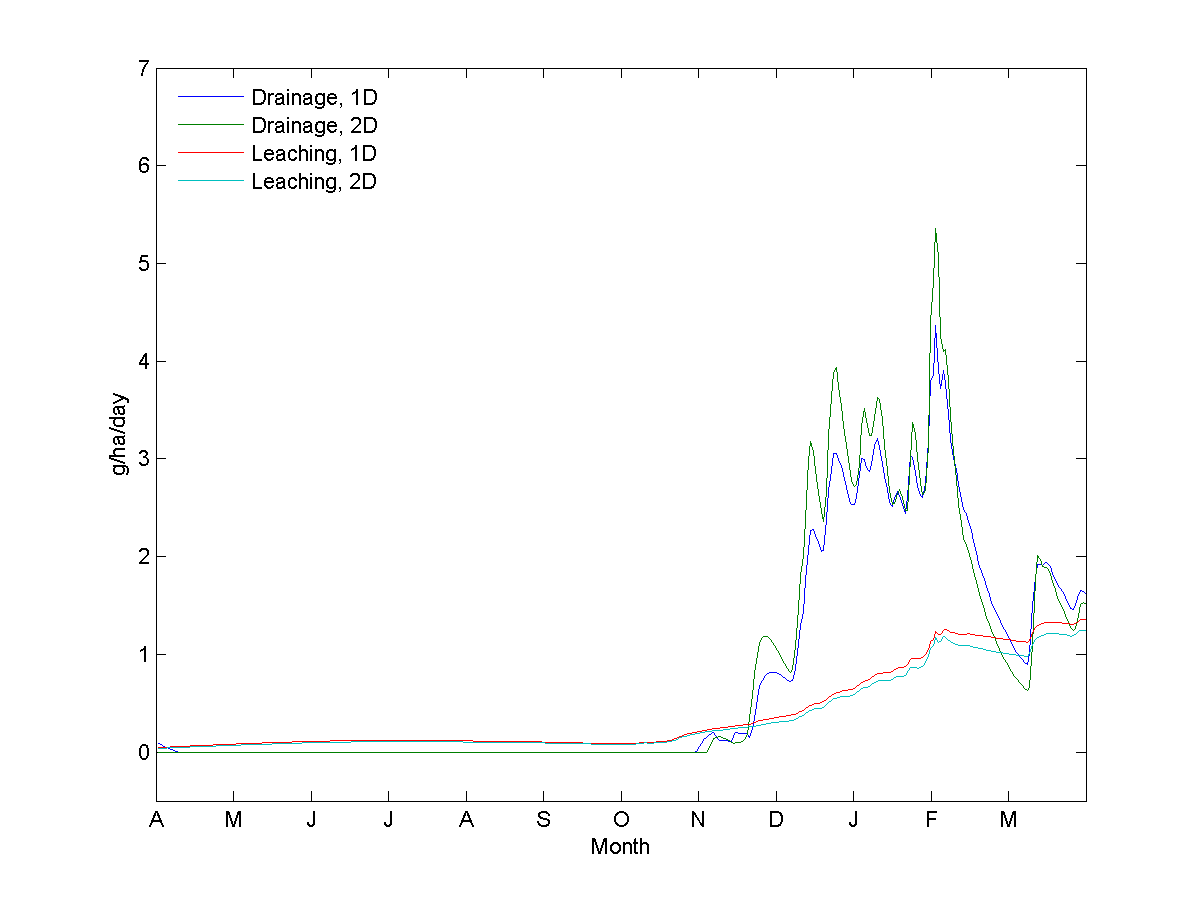 7
6
5
4
3
2
1
0
g/ha/day
Drainage, 1D
Drainage, 2D
Leaching, 1D
Leaching, 2D
A M J J A S O N D J F M
Month